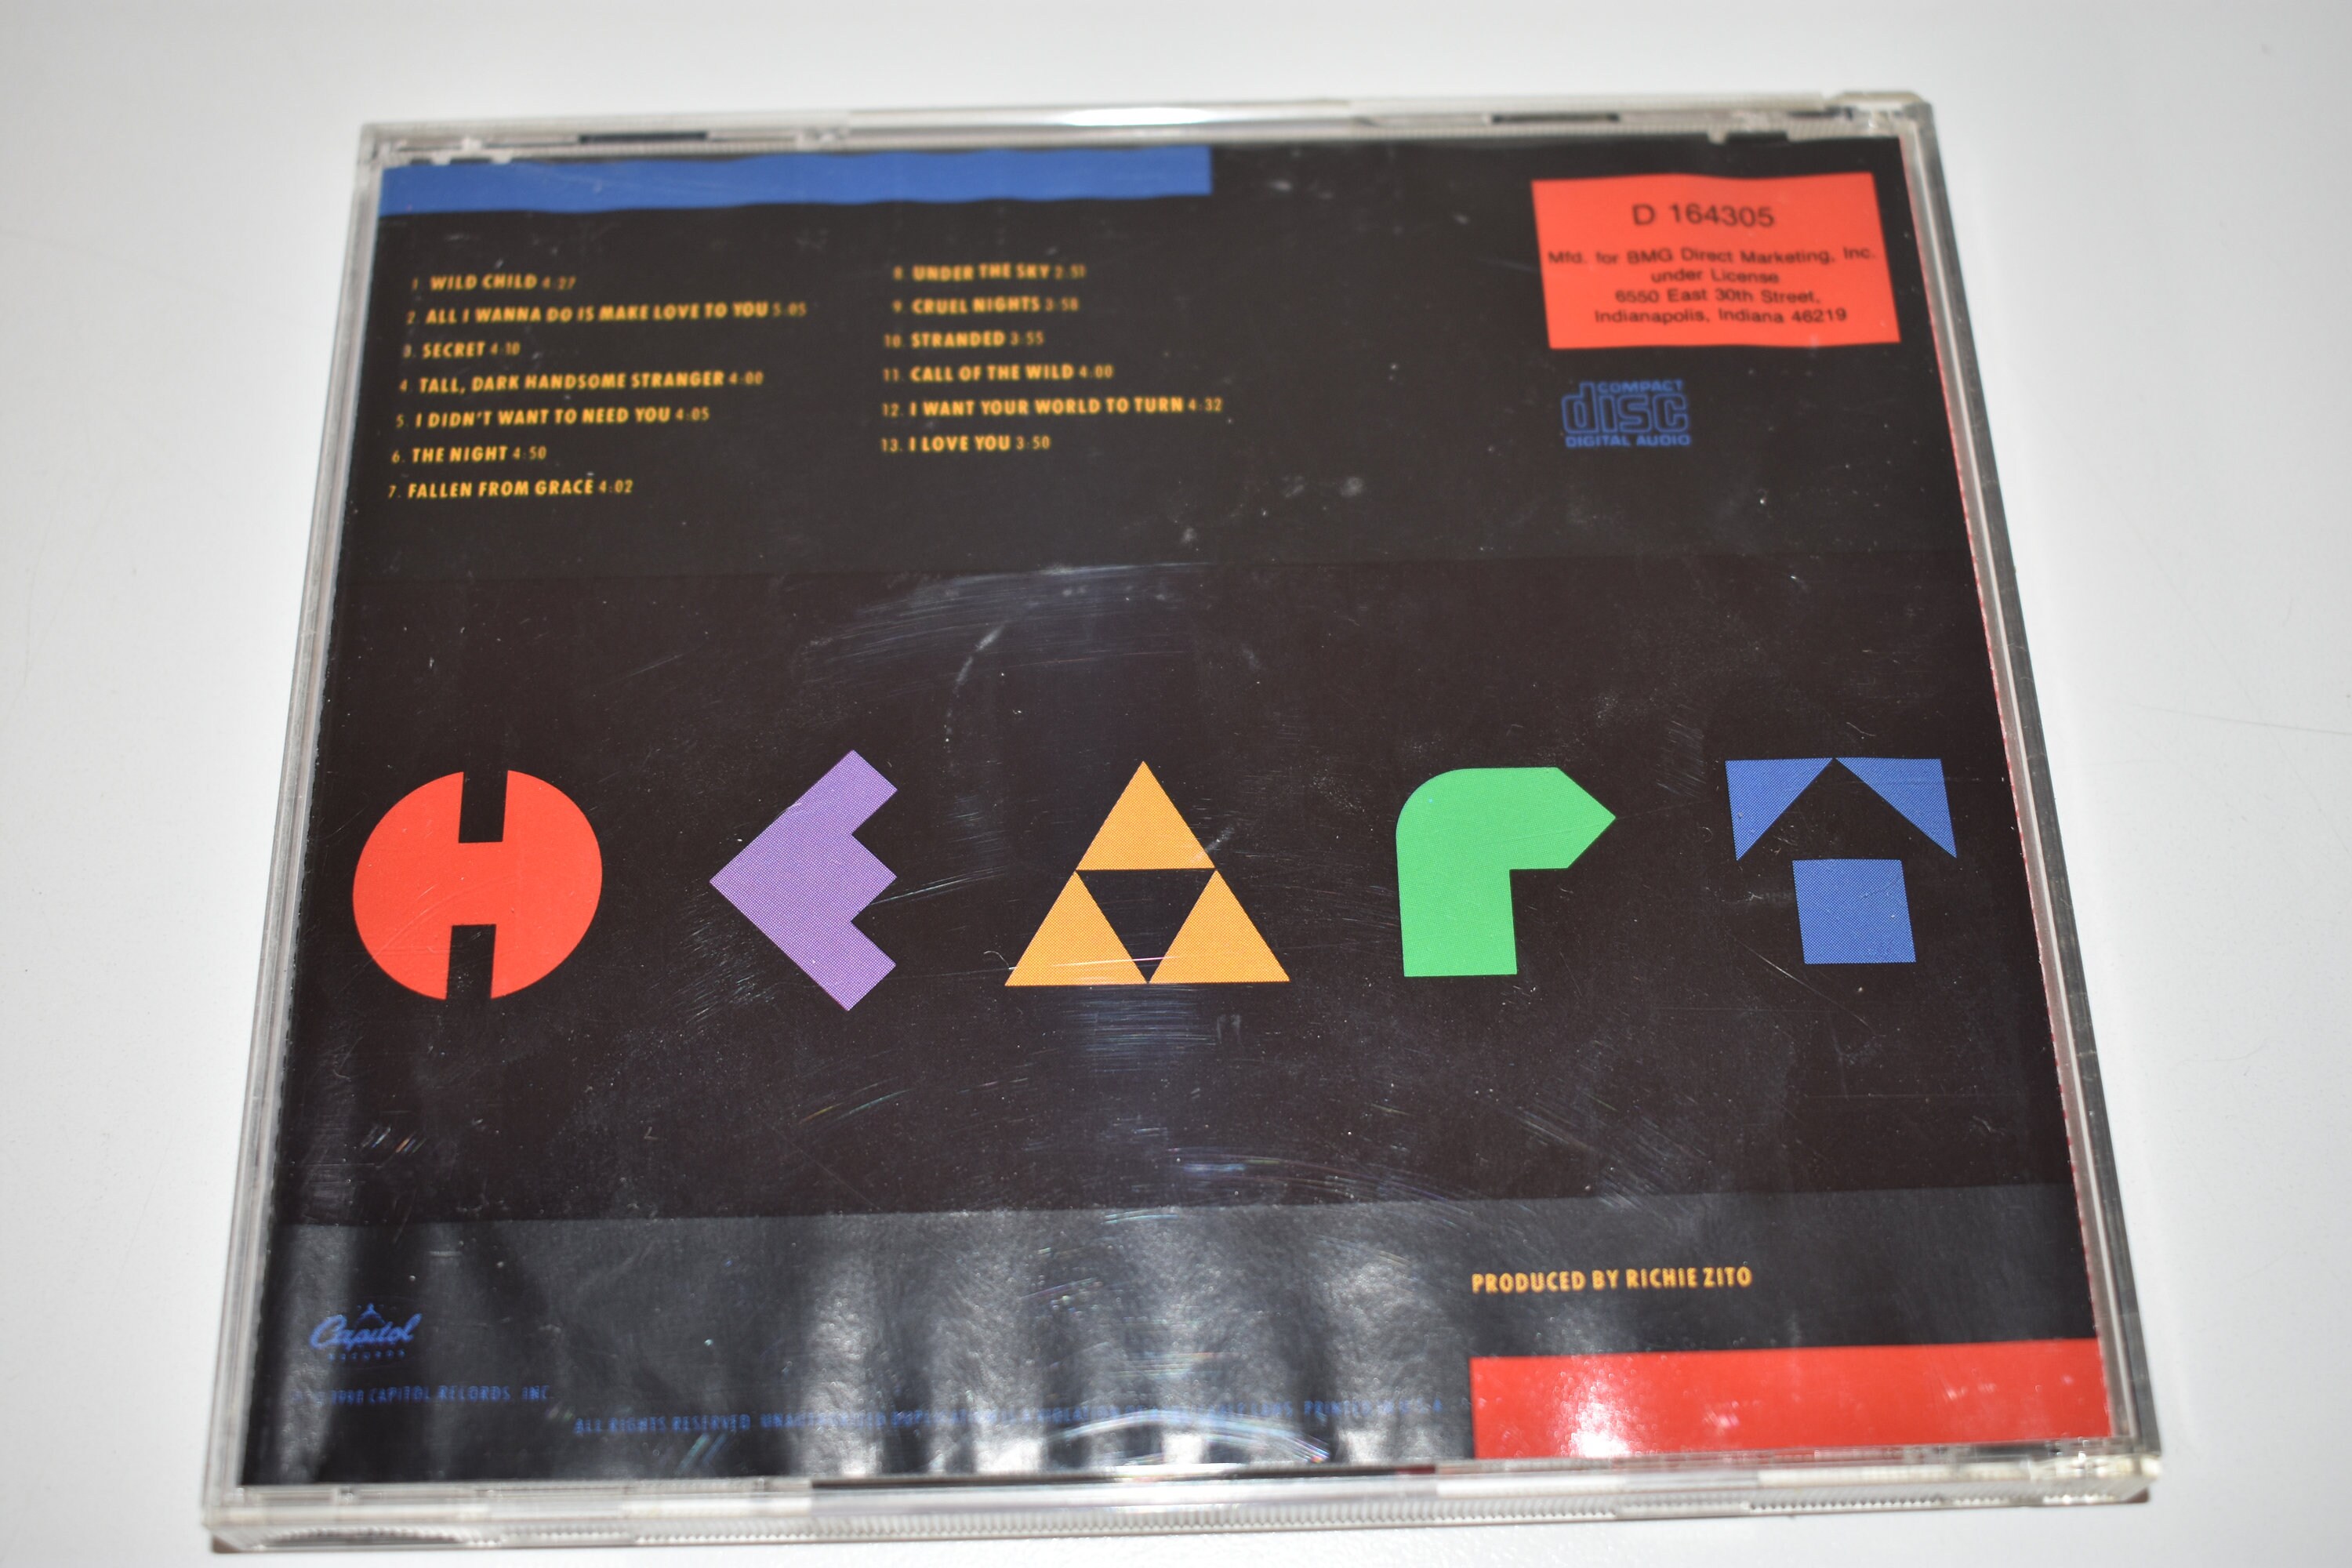 1. WILD CHILD 4:27
2. ALL I WANNA DO IS MAKE LOVE TO YOU 5:05
3. SECRET 4:10
4. TALL, DARK HANDSOME STRANGER 4:00
5. I DIDN'T WANT TO NEED YOU 4:05
6. THE NIGHT 4:50
7. FALLEN FROM GRACE 4:02
8. UNDER THE SKY 2:51
9. CRUEL NIGHTS 3:58
10. STRANDED 3:55
11. CALL OF THE WILD 4:00
12. I WANT YOUR WORLD TO TURN 4:32
13. I LOVE YOU 3:50
D 164305
Mfd. for BMG Direct Marketing, Inc.
under License
6550 East 30th Street,
Indianapolis, Indiana 46219
COMPACT
disc
DIGITAL AUDIO
HEART
PRODUCED BY RICHIE ZITO
Capitol
RECORDS
CAPITOL RECORDS, INC.
ALL RIGHTS RESERVED. UNAUTHORIZED